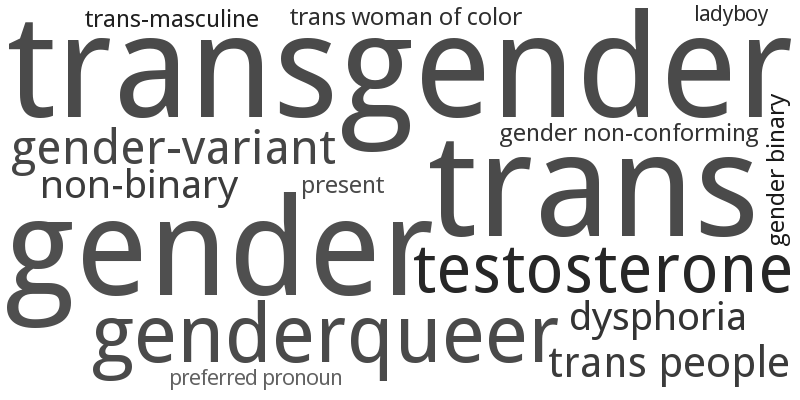 trans-masculine
trans woman of color
ladyboy
transgender
gender-variant
gender non-conforming
gender binary
trans
non-binary
present
gender
testosterone
genderqueer
dysphoria
trans people
preferred pronoun